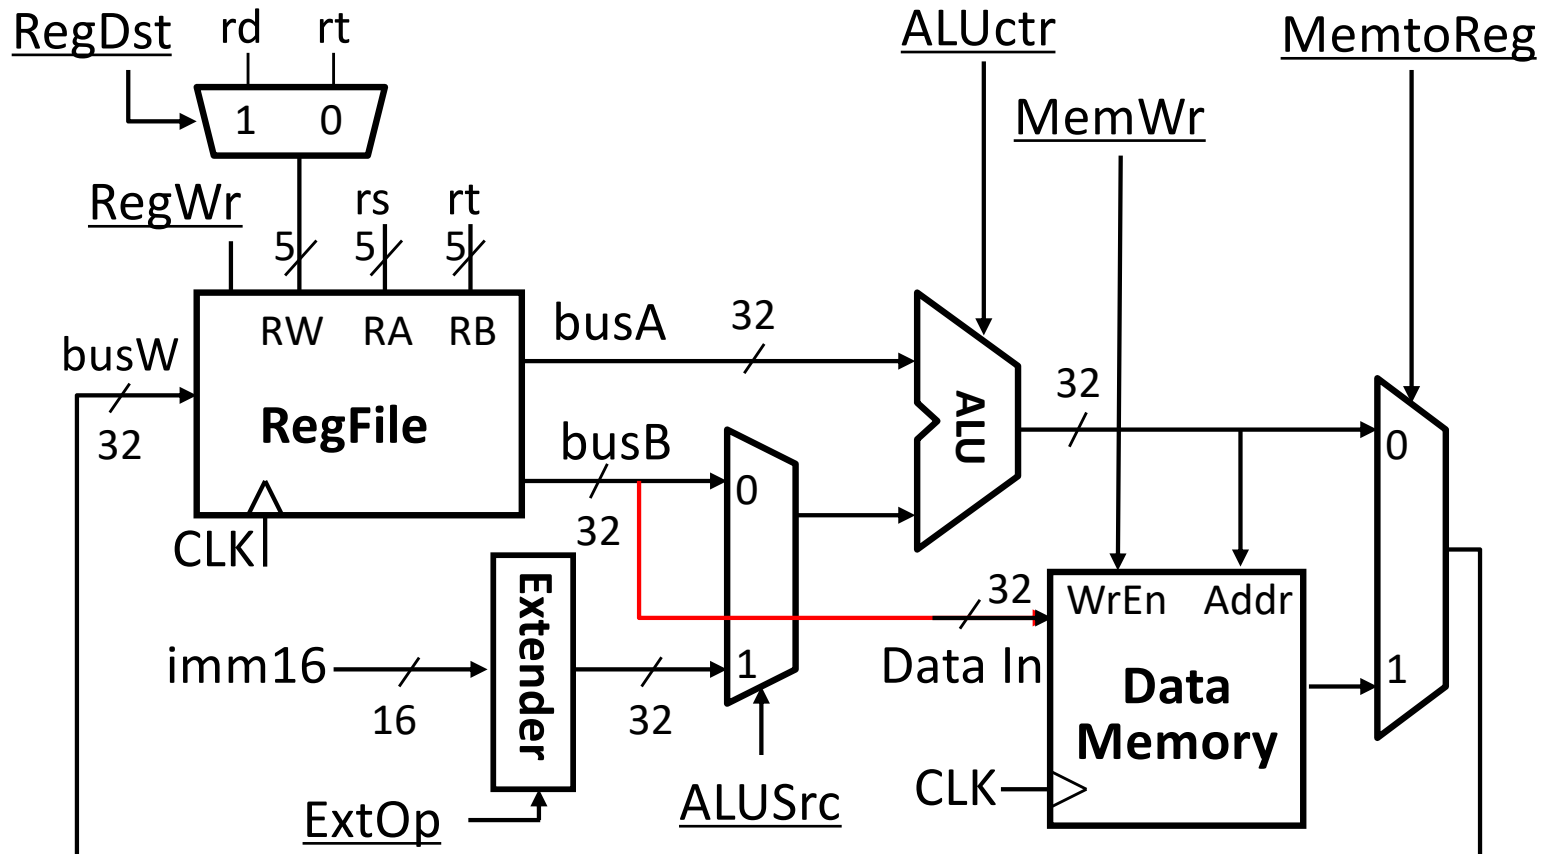 RegDst
rd
rt
ALUctr
MemtoReg
1
0
MemWr
RegWr
rs
rt
5
5
5
RW
RA
RB
busA
32
busW
32
RegFile
32
ALU
busB
0
0
32
CLK
Extender
32
WrEn
Addr
imm16
1
Data In
1
16
32
Data
Memory
CLK
ALUSrc
ExtOp